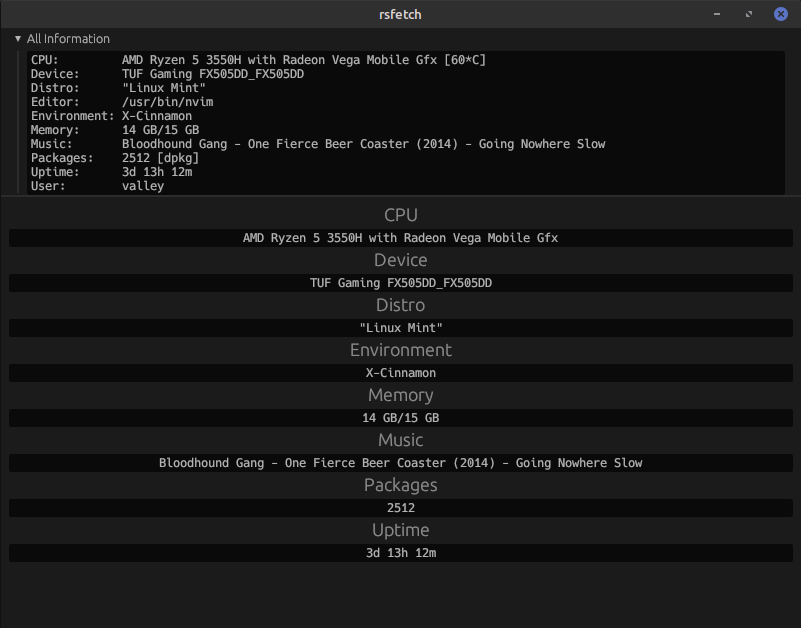 rsfetch
All Information
CPU: AMD Ryzen 5 3550H with Radeon Vega Mobile Gfx [60*C]
Device: TUF Gaming FX505DD_FX505DD
Distro: "Linux Mint"
Editor: /usr/bin/nvim
Environment: X-Cinnamon
Memory: 14 GB/15 GB
Music: Bloodhound Gang - One Fierce Beer Coaster (2014) - Going Nowhere Slow
Packages: 2512 [dpkg]
Uptime: 3d 13h 12m
User: valley
CPU
AMD Ryzen 5 3550H with Radeon Vega Mobile Gfx
Device
TUF Gaming FX505DD_FX505DD
Distro
"Linux Mint"
Environment
X-Cinnamon
Memory
14 GB/15 GB
Music
Bloodhound Gang - One Fierce Beer Coaster (2014) - Going Nowhere Slow
Packages
2512
Uptime
3d 13h 12m